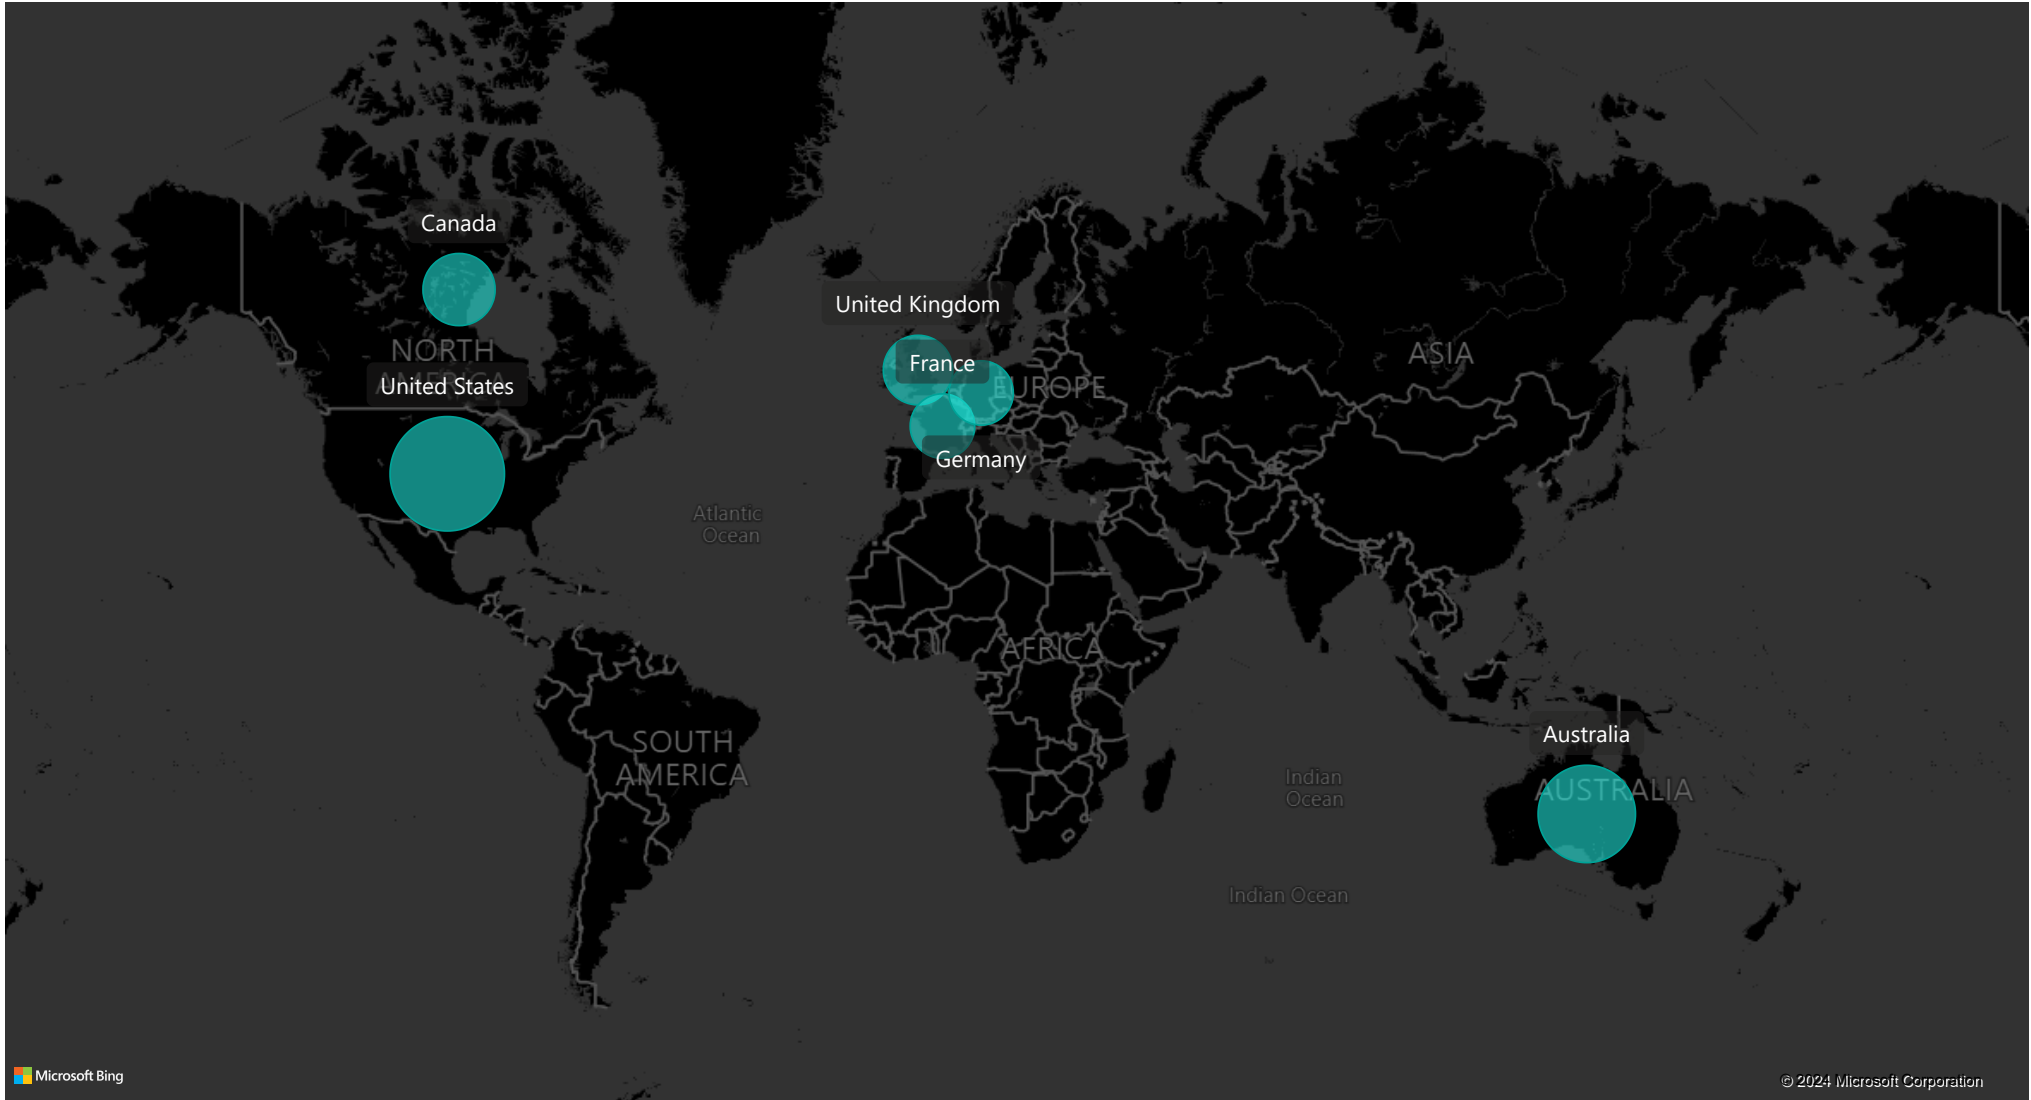 Canada
United Kingdom
NORTH
AMERICA
ASIA
France
United States
EUROPE
Germany
Atlantic
Ocean
AFRICA
Australia
SOUTH
AMERICA
Indian
Ocean
AUSTRALIA
Indian Ocean
Microsoft Bing
© 2024 Microsoft Corporation